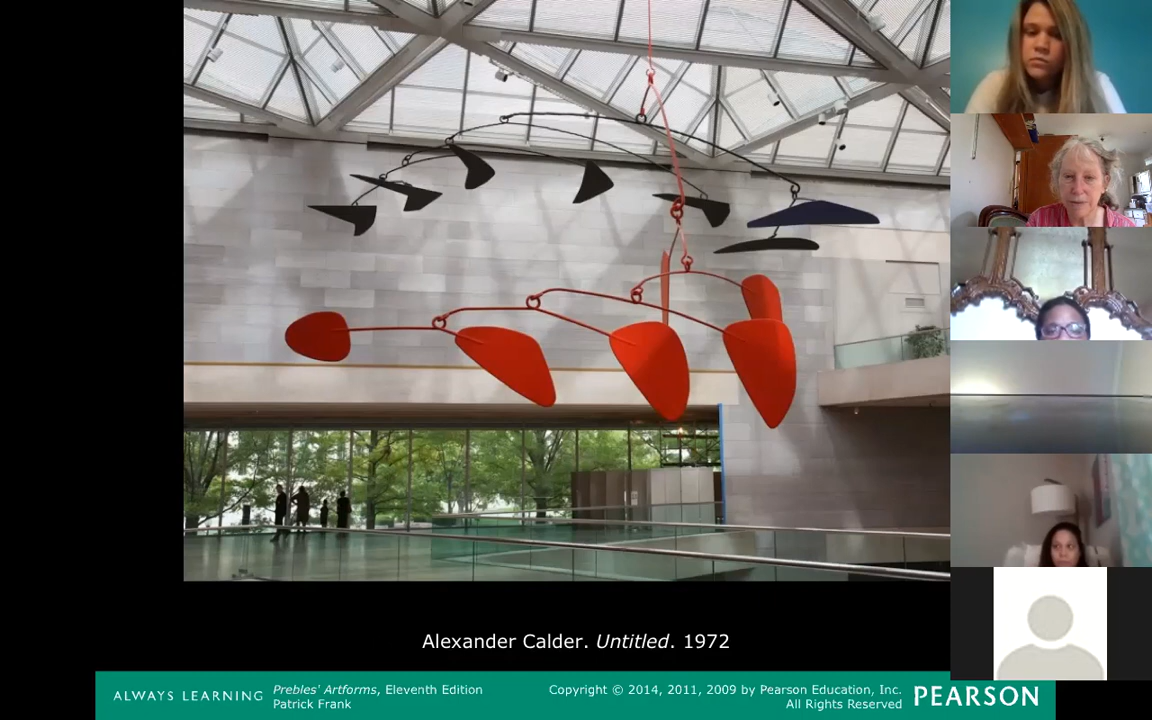 Alexander Calder. Untitled. 1972
ALWAYS LEARNING
Prebles' Artforms, Eleventh Edition
Patrick Frank
Copyright © 2014, 2011, 2009 by Pearson Education, Inc.
All Rights Reserved
PEARSON